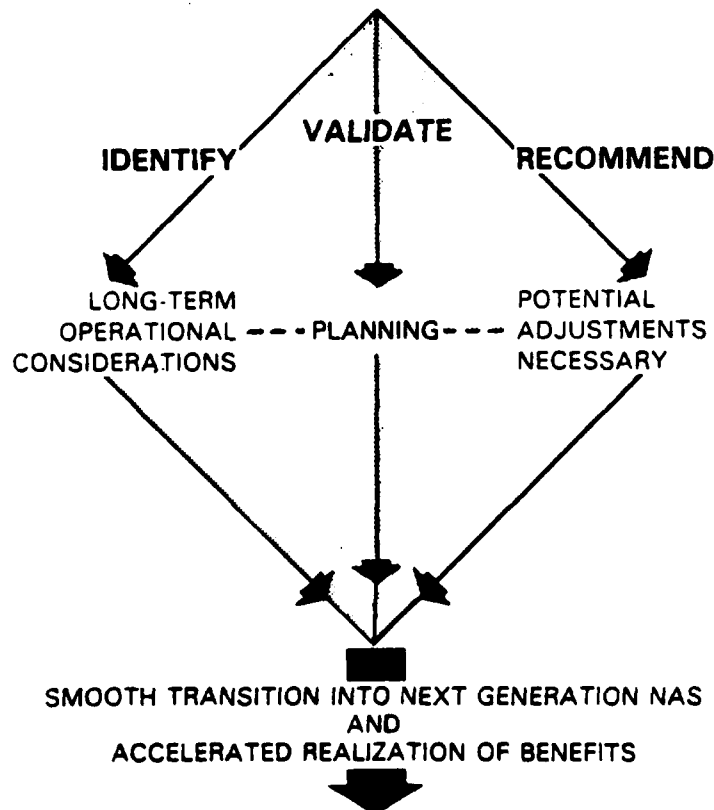 VALIDATE
IDENTIFY
RECOMMEND
LONG-TERM
OPERATIONAL
CONSIDERATIONS
PLANNING
POTENTIAL
ADJUSTMENTS
NECESSARY
SMOOTH TRANSITION INTO NEXT GENERATION NAS
AND
ACCELERATED REALIZATION OF BENEFITS